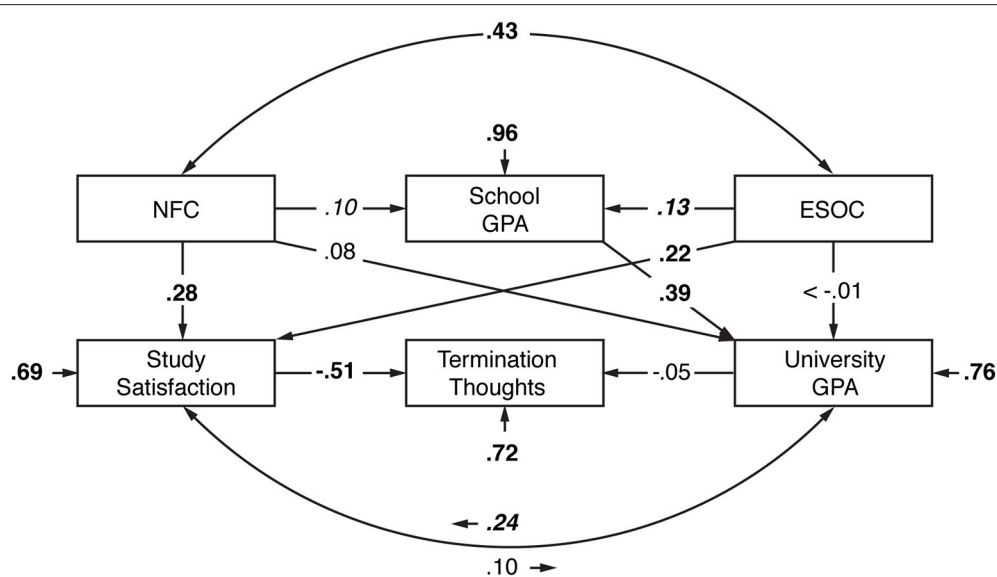 .43
.96
NFC
.10
School
GPA
.13
ESOC
.08
.22
.28
.39
< -.01
.69
Study
Satisfaction
-.51
Termination
Thoughts
-.05
University
GPA
.76
.72
.24
.10